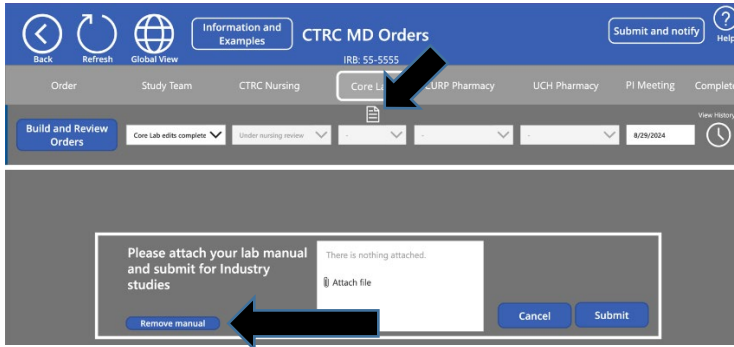 Information and
Examples
CTRC MD Orders
Submit and notify
Back
Refresh
Global View
IRB: 55-5555
Help
Order
Study Team
CTRC Nursing
Core
URP Pharmacy
UCH Pharmacy
PI Meeting
Complete
View History
Build and Review
Orders
Core Lab edits complete
Under nursing review
-
-
-
8/29/2024
Please attach your lab manual
and submit for Industry
studies
There is nothing attached.
Attach file
Remove manual
Cancel
Submit